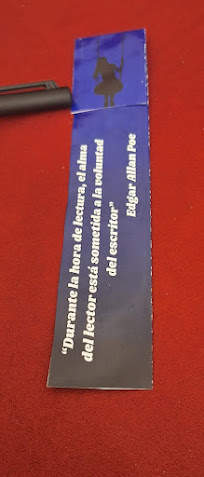 “Durante la hora de lectura, el alma
del lector está sometida a la voluntad
del escritor”
Edgar Allan Poe